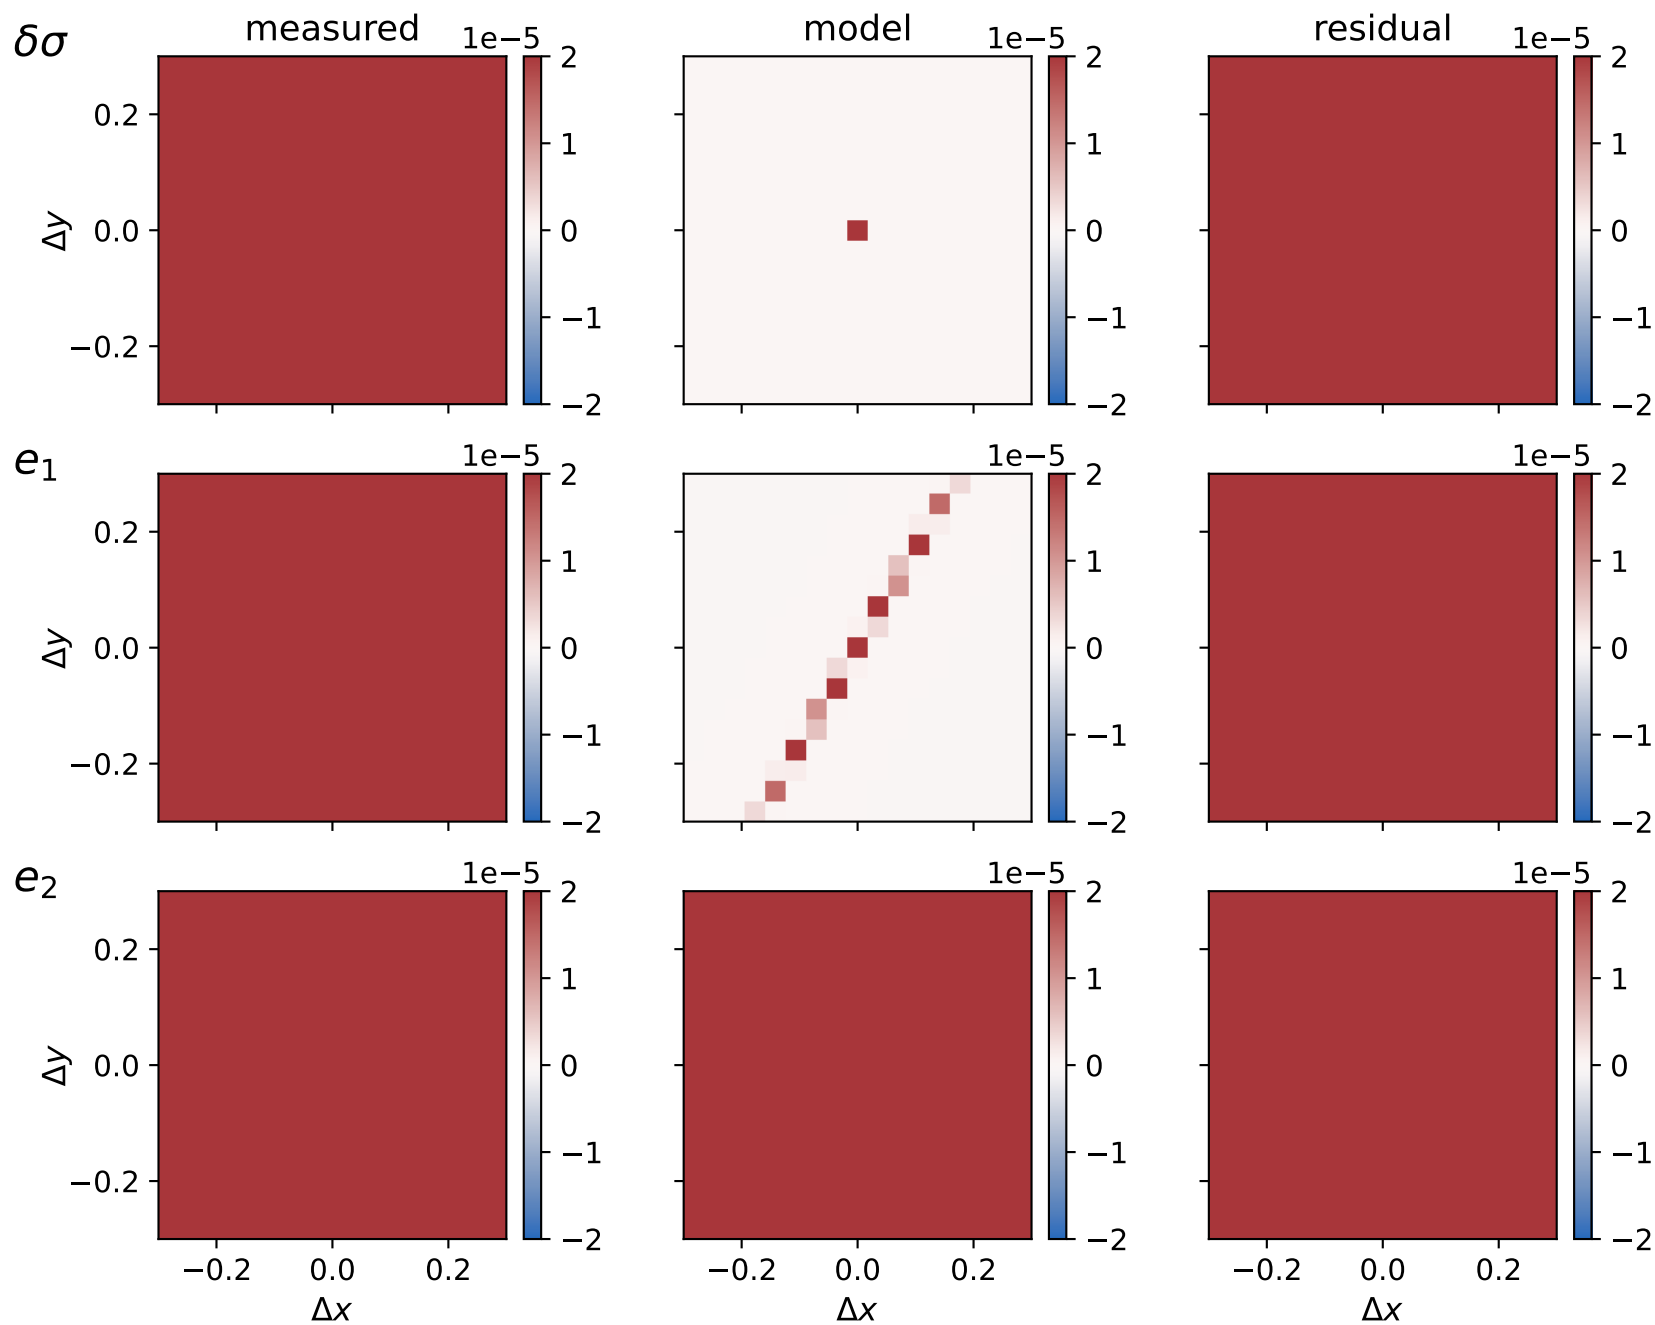 δσ measured 1e−5 model 1e−5 residual 1e−5
Δy 0.2 0.0 −0.2 2 1 0 −1 −2 2 1 0 −1 −2 2 1 0 −1 −2
e1 1e−5 1e−5 1e−5
Δy 0.2 0.0 −0.2 2 1 0 −1 −2 2 1 0 −1 −2 2 1 0 −1 −2
e2 1e−5 1e−5 1e−5
Δy 0.2 0.0 −0.2 2 1 0 −1 −2 2 1 0 −1 −2 2 1 0 −1 −2
−0.2 0.0 0.2 −0.2 0.0 0.2 −0.2 0.0 0.2
Δx Δx Δx